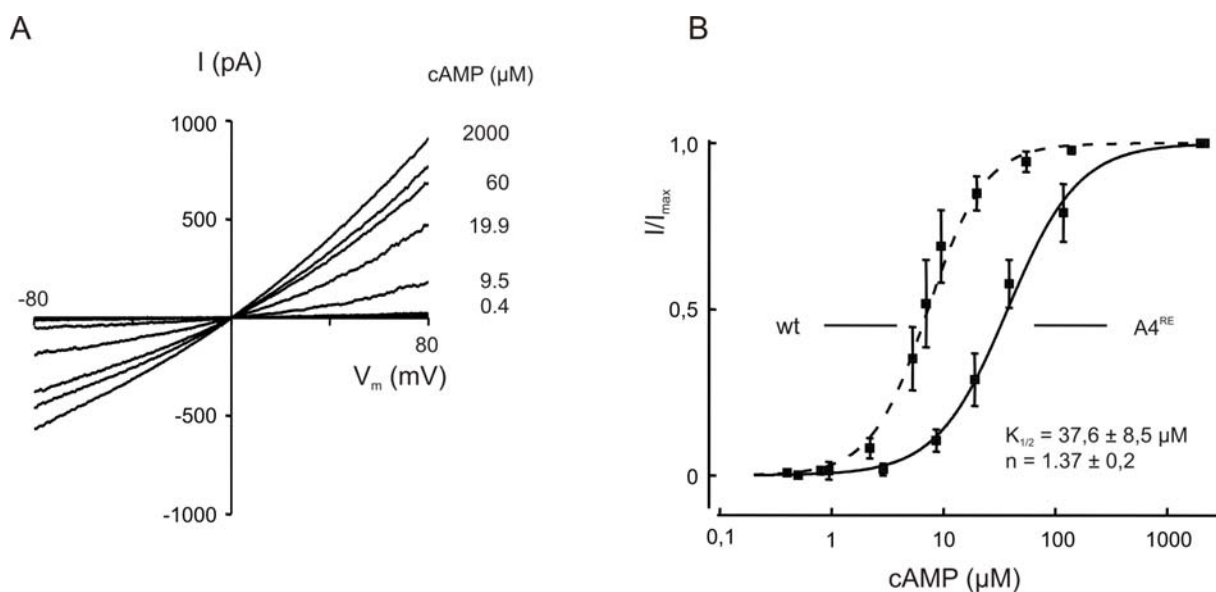 A
I (pA)
cAMP (µM)
1000
2000
60
500
19.9
9.5
-80
0.4
80
V_m (mV)
-500
-1000
B
1,0
I/I_max
0,5
wt
A4^RE
K_1/2 = 37,6 ± 8,5 µM
n = 1.37 ± 0,2
0
0,1
1
10
100
1000
cAMP (µM)